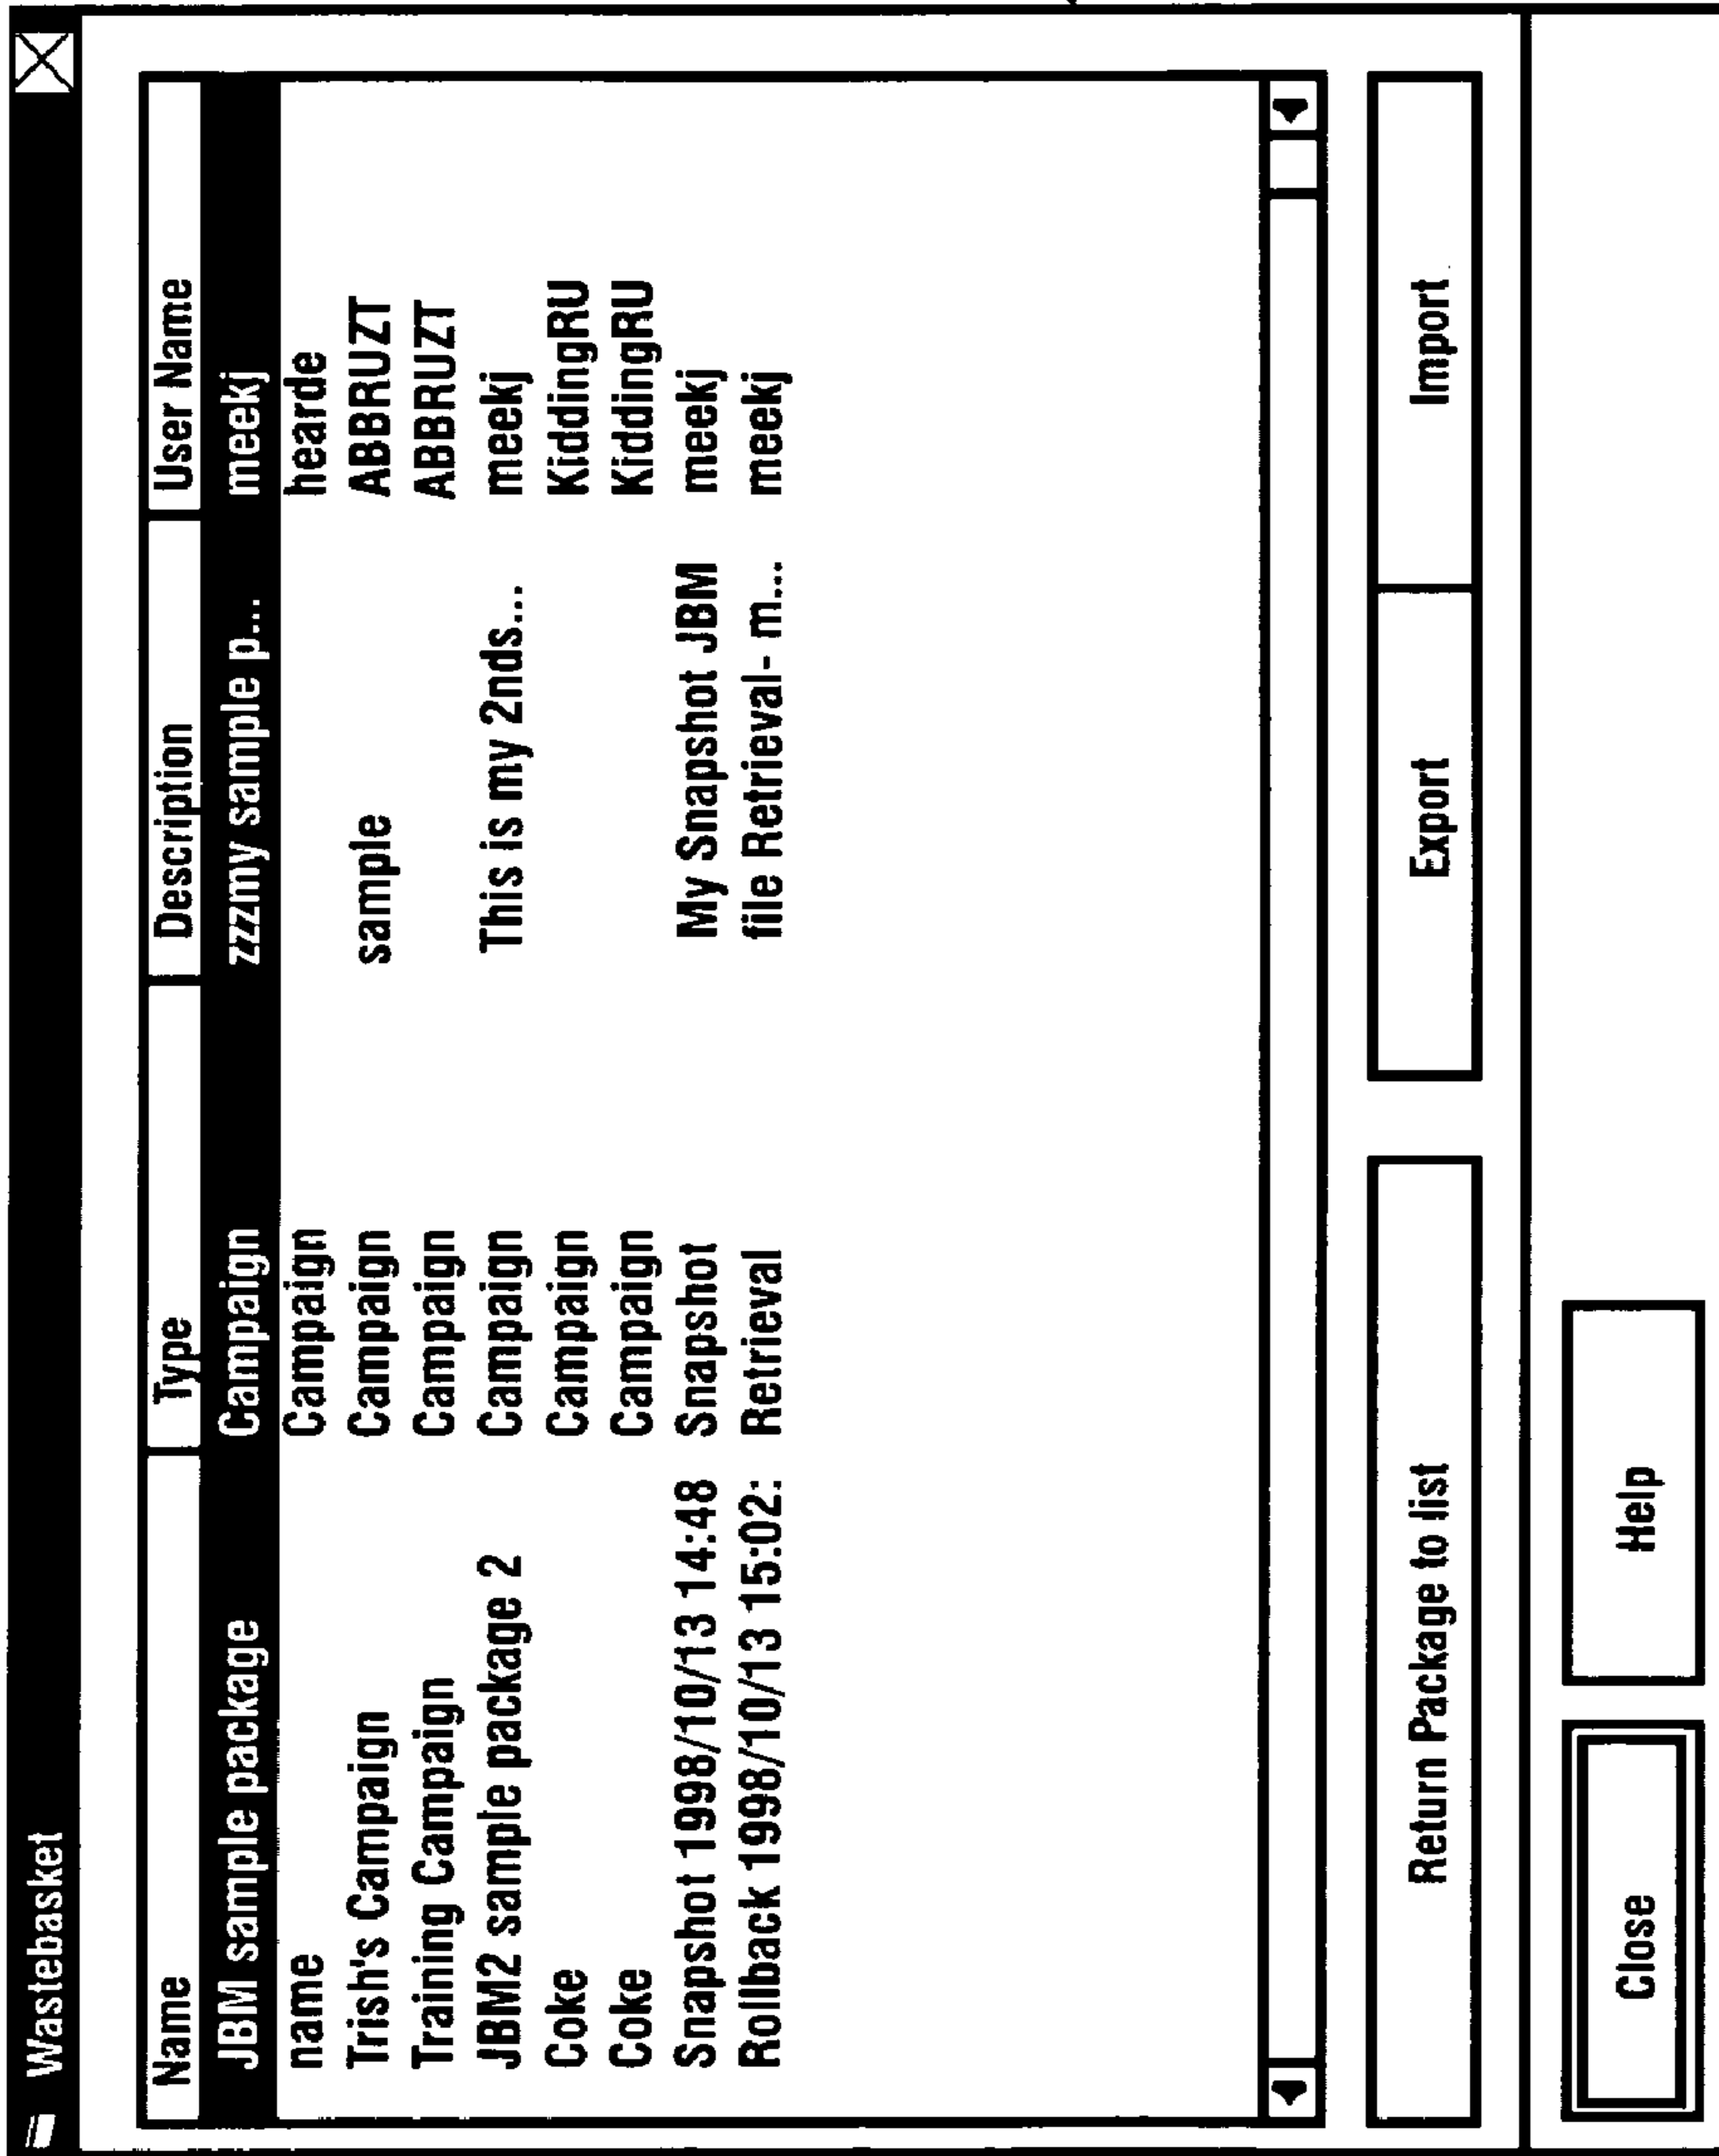 Wastebasket
Name Type Description User Name
JBM sample package Campaign zzzmy sample p... meekj
name Campaign hearde
Trish's Campaign Campaign sample ABBRUZT
Training Campaign Campaign ABBRUZT
JBM2 sample package 2 Campaign This is my 2nds... meekj
Coke Campaign KiddingRU
Coke Campaign KiddingRU
Snapshot 1998/10/13 14:48 Snapshot My Snapshot JBM meekj
Rollback 1998/10/13 15:02: Retrieval file Retrieval- m... meekj
Return Package to list Export Import
Close Help